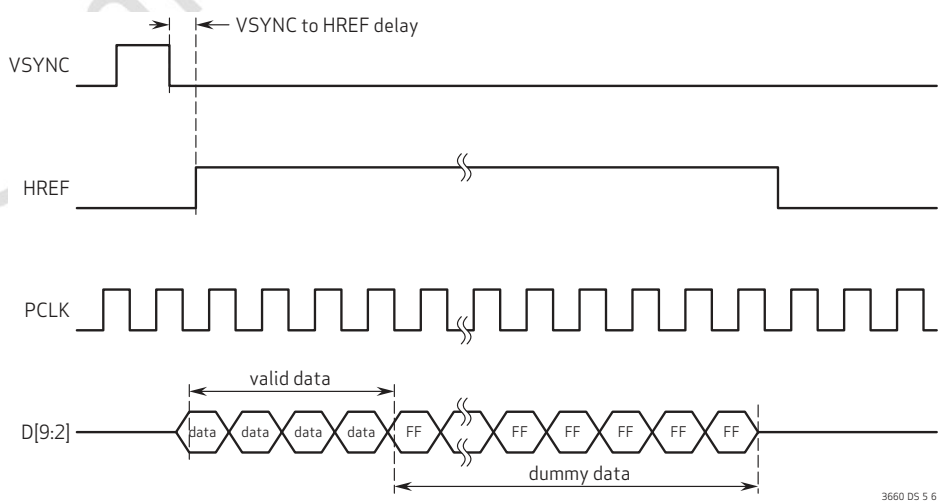 VSYNC to HREF delay
VSYNC
HREF
PCLK
valid data
D[9:2]
data data data data FF FF FF FF FF FF
dummy data
3660 DS 5 6